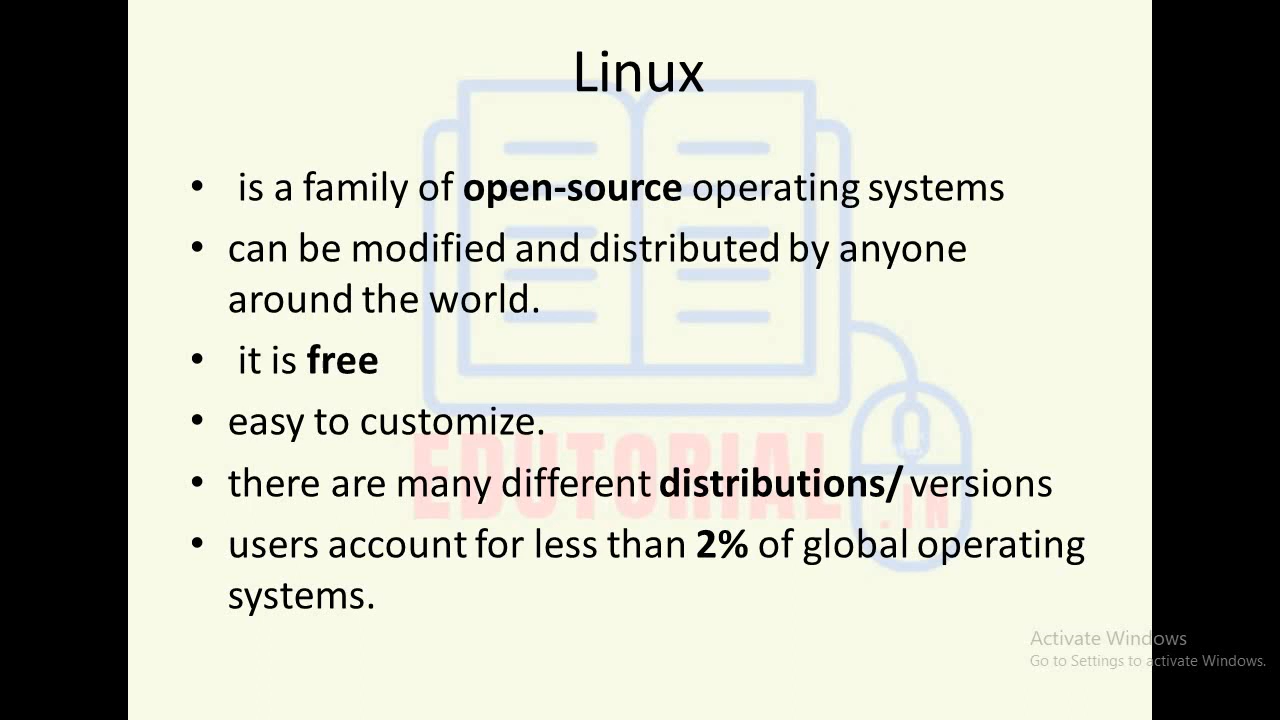 Linux
• is a family of open-source operating systems
• can be modified and distributed by anyone
around the world.
• it is free
• easy to customize.
• there are many different distributions/ versions
• users account for less than 2% of global operating
systems.
EDUTORIAL
.IN
Activate Windows
Go to Settings to activate Windows.